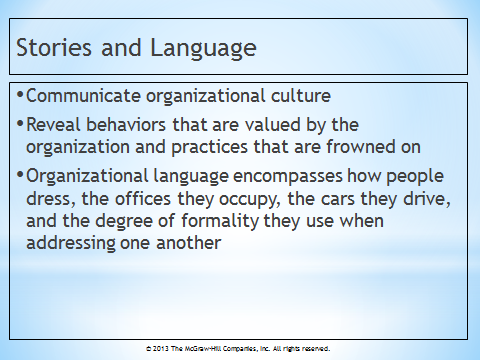 Stories and Language
•Communicate organizational culture
•Reveal behaviors that are valued by the
organization and practices that are frowned on
•Organizational language encompasses how people
dress, the offices they occupy, the cars they drive,
and the degree of formality they use when
addressing one another
© 2013 The McGraw-Hill Companies, Inc. All rights reserved.